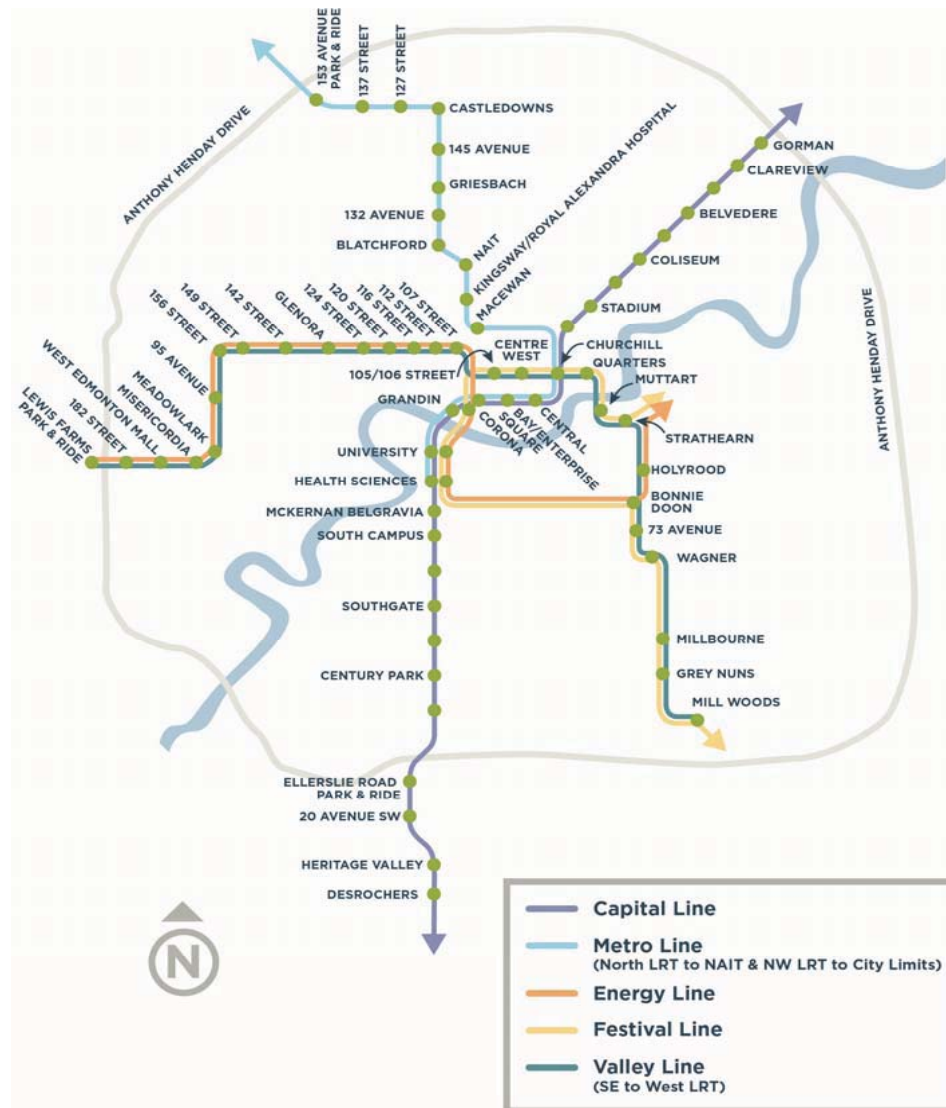 153 AVENUE
PARK & RIDE
137 STREET
127 STREET
CASTLEDOWNS
145 AVENUE
GRIESBACH
132 AVENUE
BLATCHFORD
NAIT
KINGSWAY/ROYAL ALEXANDRA HOSPITAL
MACEWAN
ANTHONY HENDAY DRIVE
GORMAN
CLAREVIEW
BELVEDERE
COLISEUM
STADIUM
ANTHONY HENDAY DRIVE
156 STREET
149 STREET
142 STREET
GLENORA
124 STREET
120 STREET
116 STREET
112 STREET
107 STREET
CENTRE
WEST
105/106 STREET
CHURCHILL
QUARTERS
MUTTART
STRATHEARN
95 AVENUE
MEADOWLARK
MISERICORDIA
WEST EDMONTON MALL
182 STREET
LEWIS FARMS
PARK & RIDE
GRANDIN
CORONA
SQUARE
BAY/ENTERPRISE
CENTRAL
UNIVERSITY
HEALTH SCIENCES
HOLYROOD
BONNIE
DOON
MCKERNAN BELGRAVIA
SOUTH CAMPUS
73 AVENUE
WAGNER
SOUTHGATE
MILLBOURNE
CENTURY PARK
GREY NUNS
MILL WOODS
ELLERSLIE ROAD
PARK & RIDE
20 AVENUE SW
HERITAGE VALLEY
DESROCHERS
N
Capital Line
Metro Line
(North LRT to NAIT & NW LRT to City Limits)
Energy Line
Festival Line
Valley Line
(SE to West LRT)